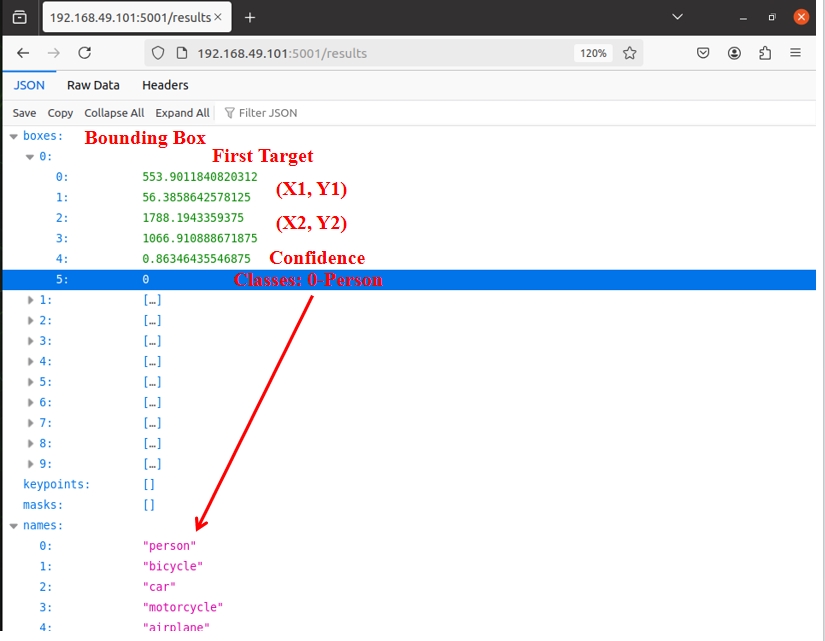 192.168.49.101:5001/results × +
192.168.49.101:5001/results 120%
JSON Raw Data Headers
Save Copy Collapse All Expand All Filter JSON
boxes: Bounding Box
0: First Target
0: 553.9011840820312
1: 56.3858642578125 (X1, Y1)
2: 1788.1943359375 (X2, Y2)
3: 1066.910888671875
4: 0.86346435546875 Confidence
5: 0 Classes: 0-Person
1: […]
2: […]
3: […]
4: […]
5: […]
6: […]
7: […]
8: […]
9: […]
keypoints: []
masks: []
names:
0: "person"
1: "bicycle"
2: "car"
3: "motorcycle"
4: "airplane"